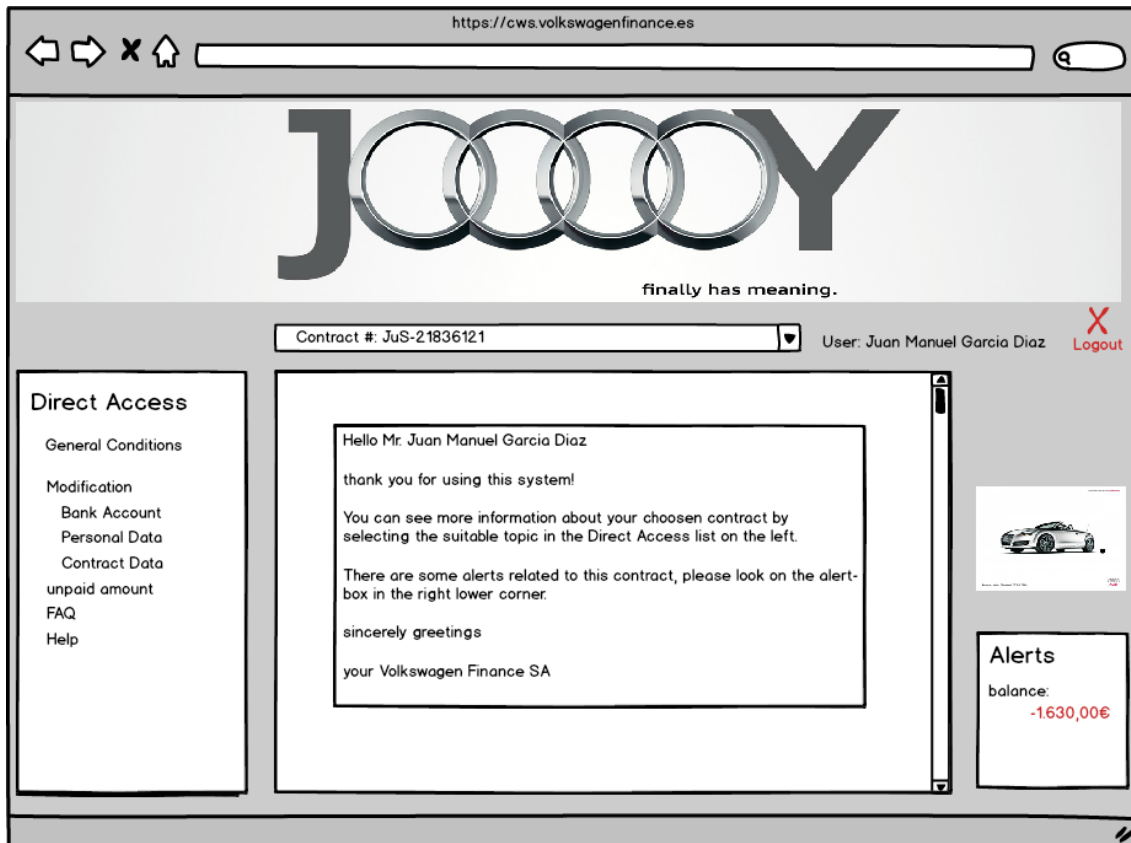 https://cws.volkswagenfinance.es
JOOOOY
finally has meaning.
Contract #: JuS-21836121
User: Juan Manuel Garcia Diaz
X
Logout
Direct Access
General Conditions
Modification
Bank Account
Personal Data
Contract Data
unpaid amount
FAQ
Help
Hello Mr. Juan Manuel Garcia Diaz
thank you for using this system!
You can see more information about your choosen contract by
selecting the suitable topic in the Direct Access list on the left.
There are some alerts related to this contract, please look on the alert-
box in the right lower corner.
sincerely greetings
your Volkswagen Finance SA
Alerts
balance:
-1.630,00€